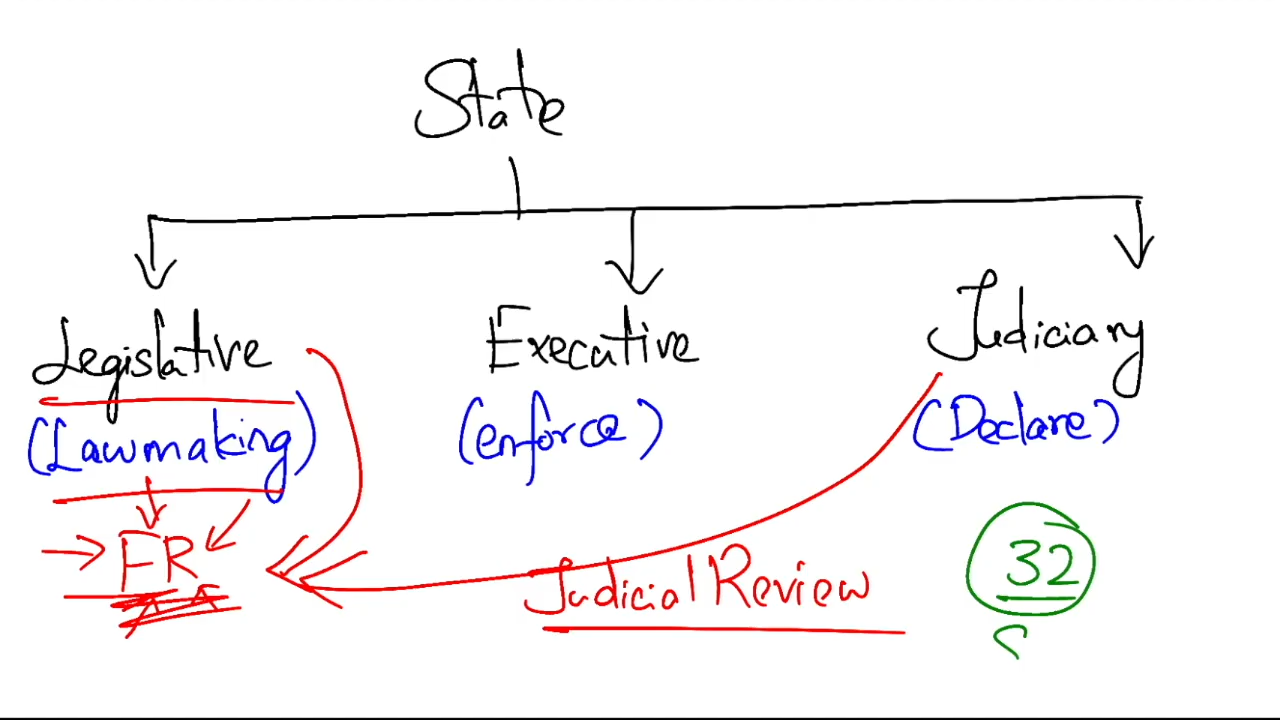 State
Legislative Executive Judiciary
(Lawmaking) (enforce) (Declare)
FR
Judicial Review
32